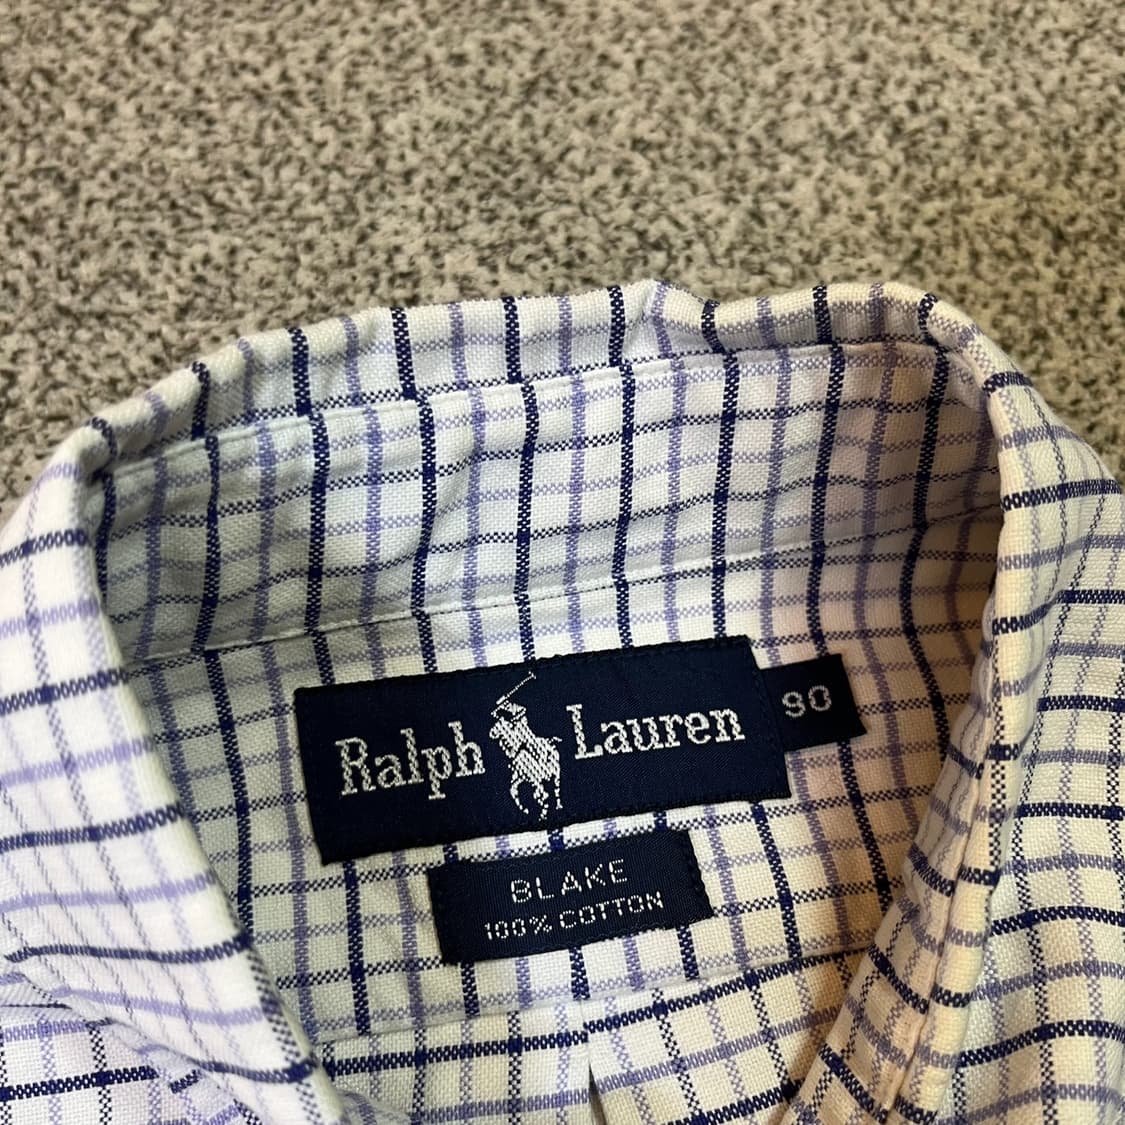 Ralph Lauren
90
BLAKE
100% COTTON